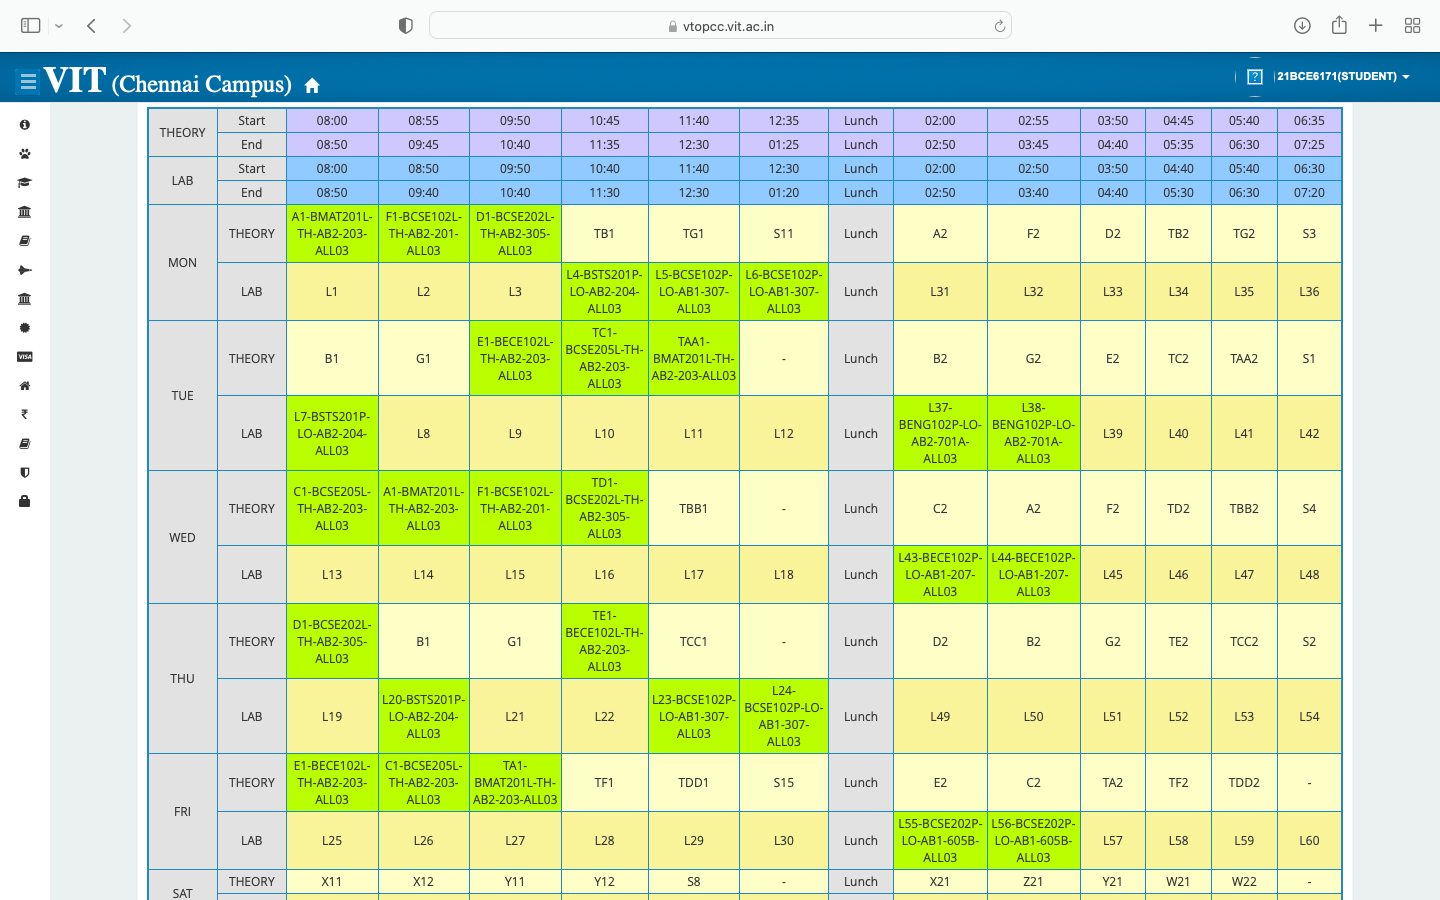 vtopcc.vit.ac.in
VIT (Chennai Campus)
21BCE6171(STUDENT)
THEORY Start 08:00 08:55 09:50 10:45 11:40 12:35 Lunch 02:00 02:55 03:50 04:45 05:40 06:35
End 08:50 09:45 10:40 11:35 12:30 01:25 Lunch 02:50 03:45 04:40 05:35 06:30 07:25
LAB Start 08:00 08:50 09:50 10:40 11:40 12:30 Lunch 02:00 02:50 03:50 04:40 05:40 06:30
End 08:50 09:40 10:40 11:30 12:30 01:20 Lunch 02:50 03:40 04:40 05:30 06:30 07:20
MON THEORY A1-BMAT201L-TH-AB2-203-ALL03 F1-BCSE102L-TH-AB2-201-ALL03 D1-BCSE202L-TH-AB2-305-ALL03 TB1 TG1 S11 Lunch A2 F2 D2 TB2 TG2 S3
LAB L1 L2 L3 L4-BSTS201P-LO-AB2-204-ALL03 L5-BCSE102P-LO-AB1-307-ALL03 L6-BCSE102P-LO-AB1-307-ALL03 Lunch L31 L32 L33 L34 L35 L36
TUE THEORY B1 G1 E1-BECE102L-TH-AB2-203-ALL03 TC1-BCSE205L-TH-AB2-203-ALL03 TAA1-BMAT201L-TH-AB2-203-ALL03 - Lunch B2 G2 E2 TC2 TAA2 S1
LAB L7-BSTS201P-LO-AB2-204-ALL03 L8 L9 L10 L11 L12 Lunch L37-BENG102P-LO-AB2-701A-ALL03 L38-BENG102P-LO-AB2-701A-ALL03 L39 L40 L41 L42
WED THEORY C1-BCSE205L-TH-AB2-203-ALL03 A1-BMAT201L-TH-AB2-203-ALL03 F1-BCSE102L-TH-AB2-201-ALL03 TD1-BCSE202L-TH-AB2-305-ALL03 TBB1 - Lunch C2 A2 F2 TD2 TBB2 S4
LAB L13 L14 L15 L16 L17 L18 Lunch L43-BECE102P-LO-AB1-207-ALL03 L44-BECE102P-LO-AB1-207-ALL03 L45 L46 L47 L48
THU THEORY D1-BCSE202L-TH-AB2-305-ALL03 B1 G1 TE1-BECE102L-TH-AB2-203-ALL03 TCC1 - Lunch D2 B2 G2 TE2 TCC2 S2
LAB L19 L20-BSTS201P-LO-AB2-204-ALL03 L21 L22 L23-BCSE102P-LO-AB1-307-ALL03 L24-BCSE102P-LO-AB1-307-ALL03 Lunch L49 L50 L51 L52 L53 L54
FRI THEORY E1-BECE102L-TH-AB2-203-ALL03 C1-BCSE205L-TH-AB2-203-ALL03 TA1-BMAT201L-TH-AB2-203-ALL03 TF1 TDD1 S15 Lunch E2 C2 TA2 TF2 TDD2 -
LAB L25 L26 L27 L28 L29 L30 Lunch L55-BCSE202P-LO-AB1-605B-ALL03 L56-BCSE202P-LO-AB1-605B-ALL03 L57 L58 L59 L60
SAT THEORY X11 X12 Y11 Y12 S8 - Lunch X21 Z21 Y21 W21 W22 -